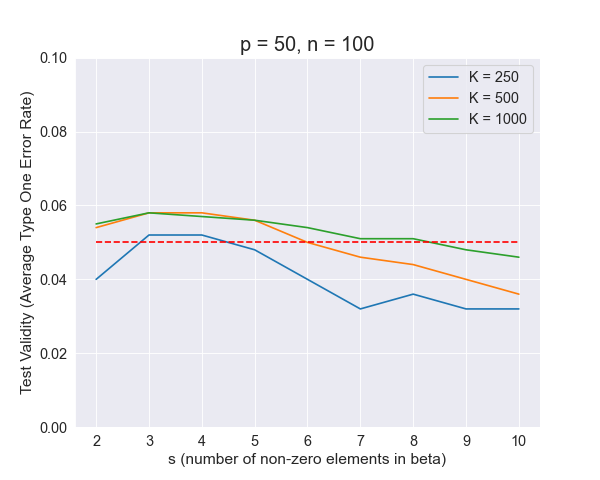 p = 50, n = 100
K = 250
K = 500
K = 1000
Test Validity (Average Type One Error Rate)
0.10
0.08
0.06
0.04
0.02
0.00
2 3 4 5 6 7 8 9 10
s (number of non-zero elements in beta)